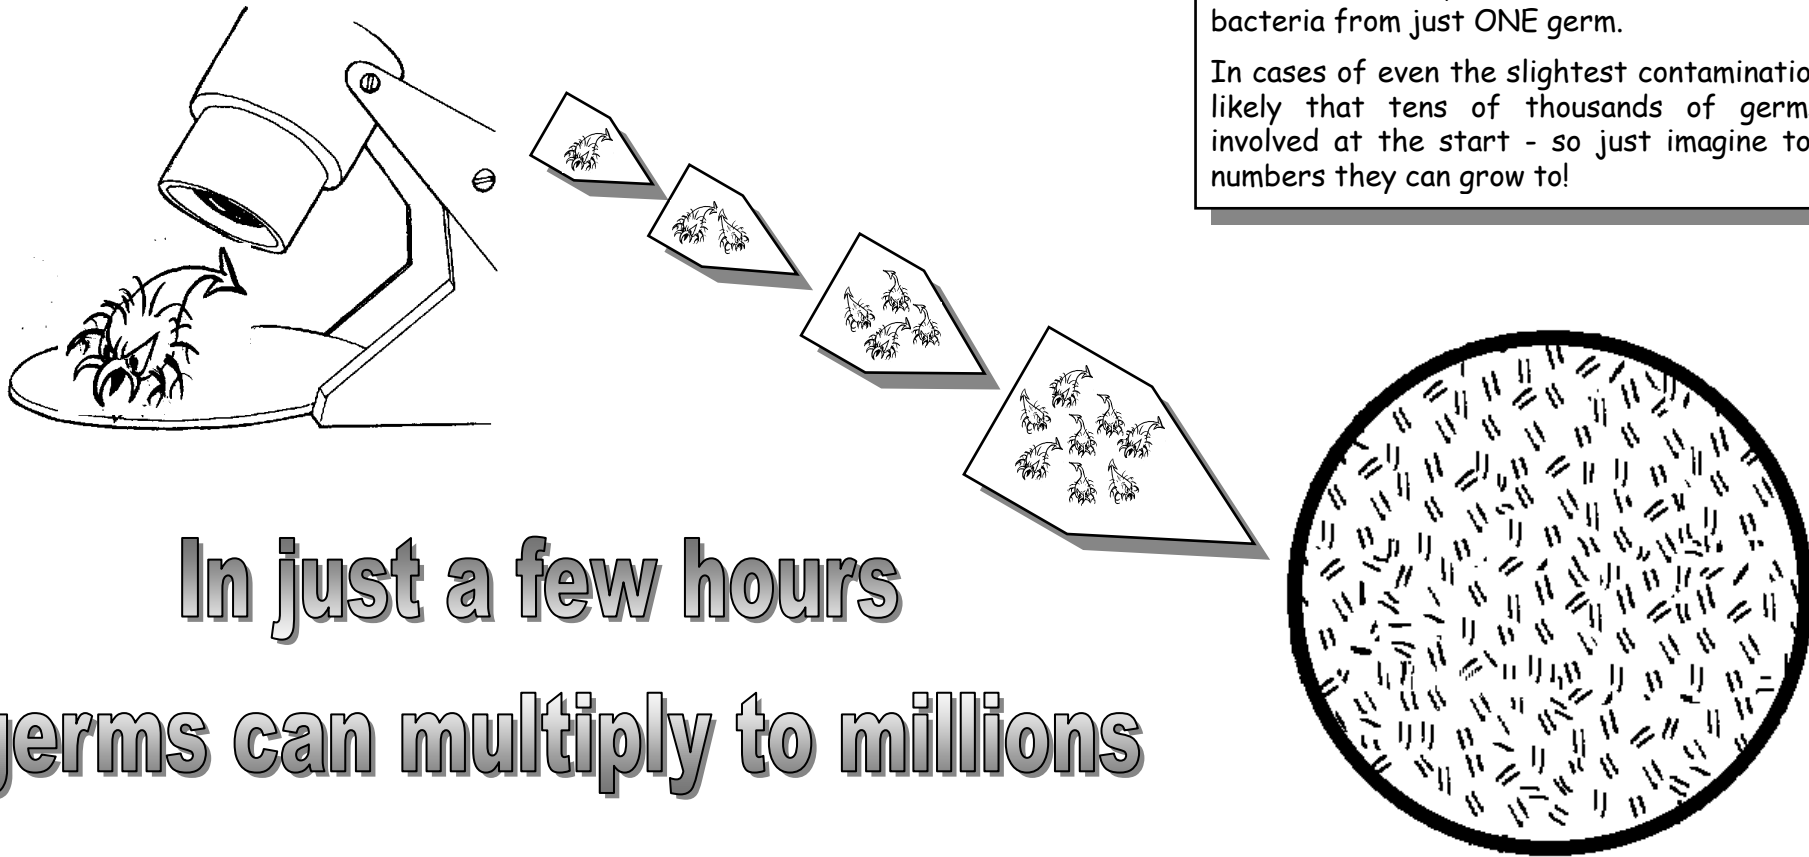 bacteria from just ONE germ.
In cases of even the slightest contaminatio
likely that tens of thousands of germ
involved at the start - so just imagine to
numbers they can grow to!
In just a few hours
germs can multiply to millions